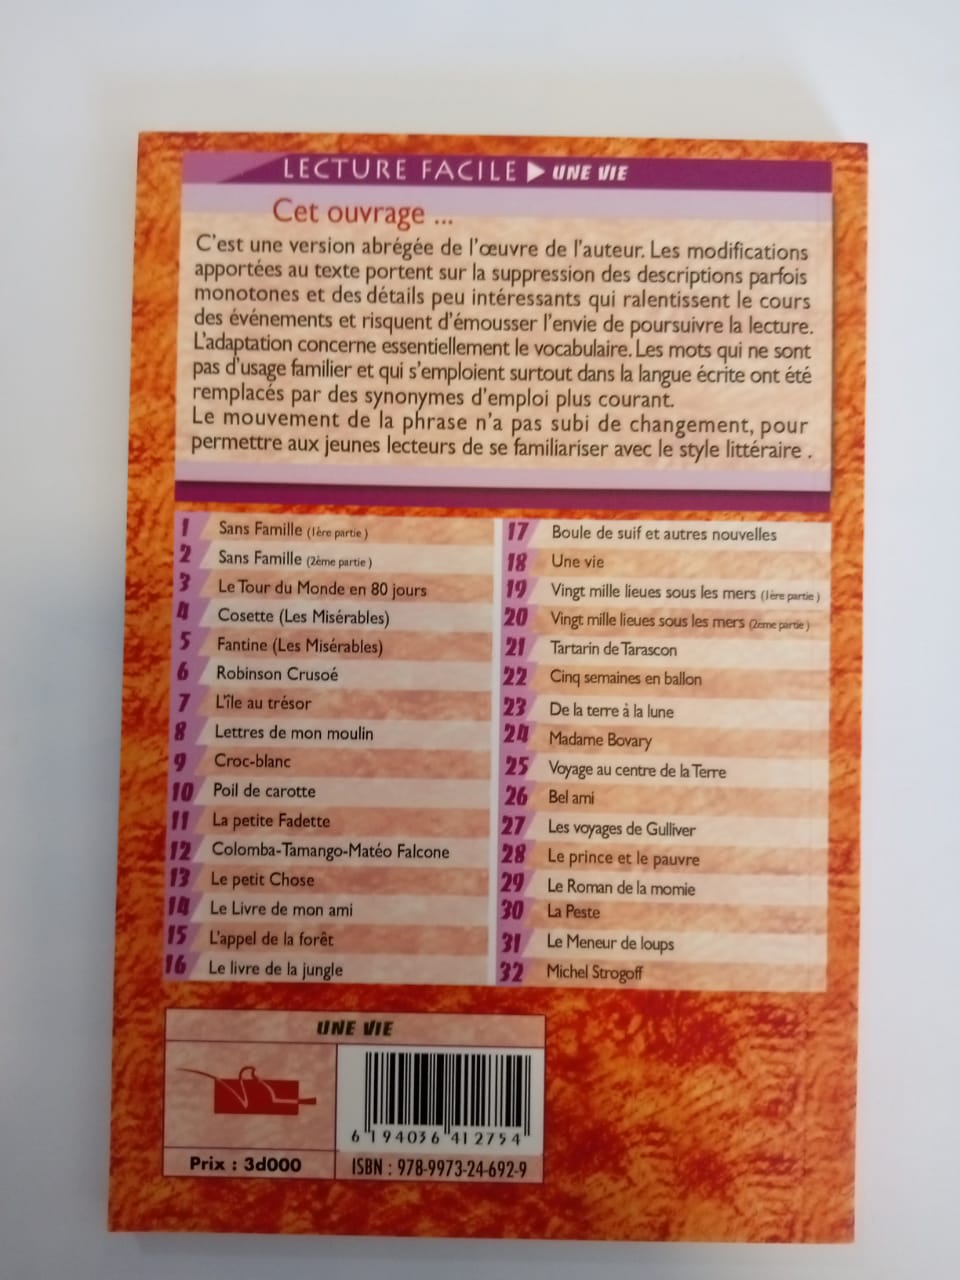 LECTURE FACILE ▶ UNE VIE
Cet ouvrage ...
C'est une version abrégée de l'œuvre de l'auteur. Les modifications
apportées au texte portent sur la suppression des descriptions parfois
monotones et des détails peu intéressants qui ralentissent le cours
des événements et risquent d'émousser l'envie de poursuivre la lecture.
L'adaptation concerne essentiellement le vocabulaire. Les mots qui ne sont
pas d'usage familier et qui s'emploient surtout dans la langue écrite ont été
remplacés par des synonymes d'emploi plus courant.
Le mouvement de la phrase n'a pas subi de changement, pour
permettre aux jeunes lecteurs de se familiariser avec le style littéraire .
1 Sans Famille (1ère partie )
2 Sans Famille (2ème partie )
3 Le Tour du Monde en 80 jours
4 Cosette (Les Misérables)
5 Fantine (Les Misérables)
6 Robinson Crusoé
7 L'île au trésor
8 Lettres de mon moulin
9 Croc-blanc
10 Poil de carotte
11 La petite Fadette
12 Colomba-Tamango-Matéo Falcone
13 Le petit Chose
14 Le Livre de mon ami
15 L'appel de la forêt
16 Le livre de la jungle
17 Boule de suif et autres nouvelles
18 Une vie
19 Vingt mille lieues sous les mers (1ère partie )
20 Vingt mille lieues sous les mers (2ème partie )
21 Tartarin de Tarascon
22 Cinq semaines en ballon
23 De la terre à la lune
24 Madame Bovary
25 Voyage au centre de la Terre
26 Bel ami
27 Les voyages de Gulliver
28 Le prince et le pauvre
29 Le Roman de la momie
30 La Peste
31 Le Meneur de loups
32 Michel Strogoff
UNE VIE
6 194036 412754
Prix : 3d000
ISBN : 978-9973-24-692-9